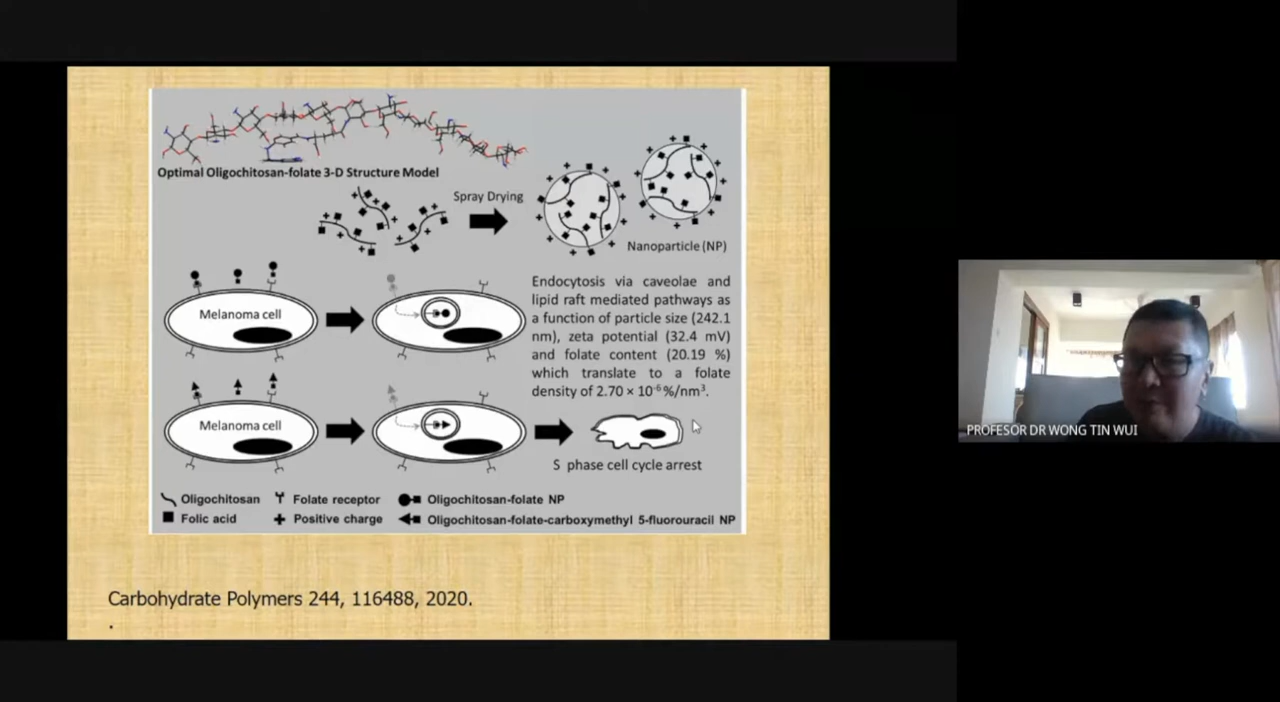 Optimal Oligochitosan-folate 3-D Structure Model
Spray Drying
Nanoparticle (NP)
Melanoma cell
Endocytosis via caveolae and
lipid raft mediated pathways as
a function of particle size (242.1
nm), zeta potential (32.4 mV)
and folate content (20.19 %)
which translate to a folate
density of 2.70 × 10⁻⁶%/nm³.
Melanoma cell
S phase cell cycle arrest
Oligochitosan
Folate receptor
Oligochitosan-folate NP
Folic acid
Positive charge
Oligochitosan-folate-carboxymethyl 5-fluorouracil NP
Carbohydrate Polymers 244, 116488, 2020.
.
PROFESOR DR WONG TIN WUI